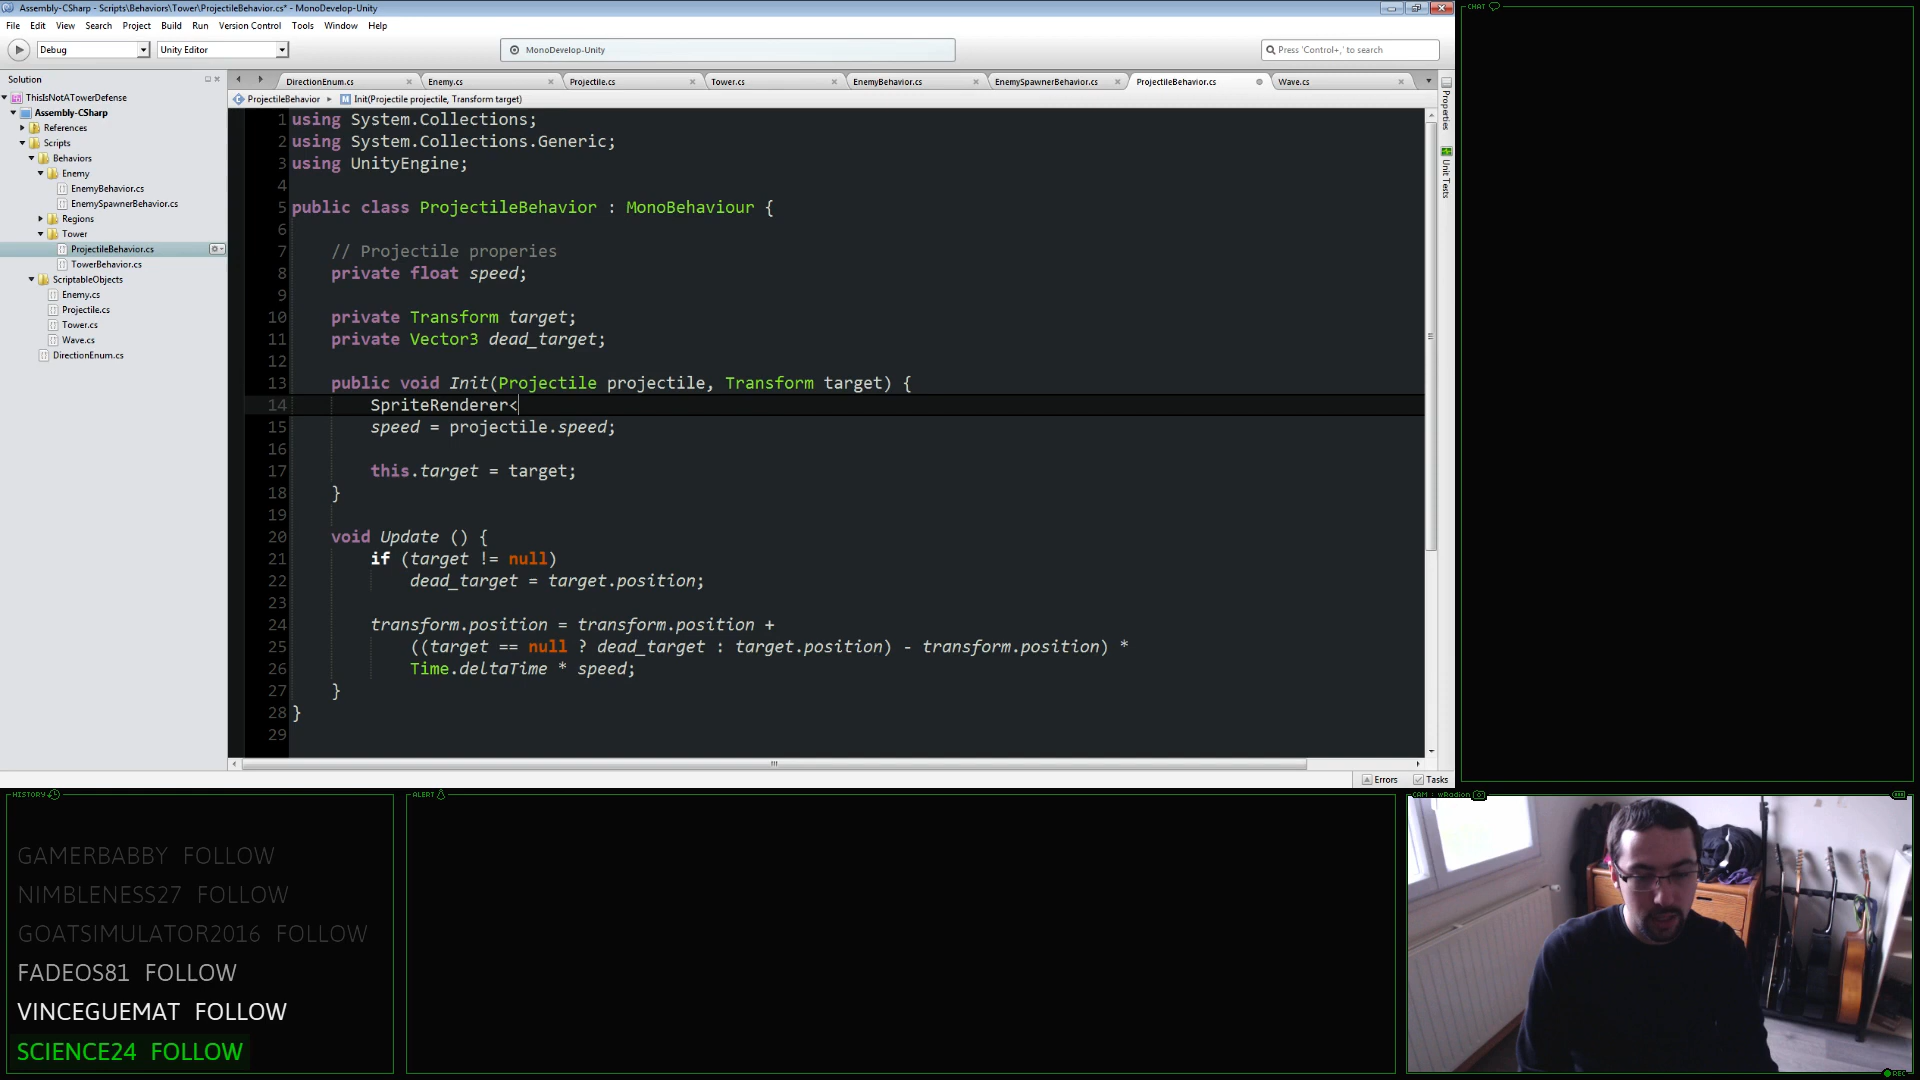 Assembly-CSharp - Scripts\Behaviors\Tower\ProjectileBehavior.cs* - MonoDevelop-Unity
File Edit View Search Project Build Run Version Control Tools Window Help
Debug Unity Editor MonoDevelop-Unity Press 'Control+,' to search
Solution
ThisIsNotATowerDefense
Assembly-CSharp
References
Scripts
Behaviors
Enemy
EnemyBehavior.cs
EnemySpawnerBehavior.cs
Regions
Tower
ProjectileBehavior.cs
TowerBehavior.cs
ScriptableObjects
Enemy.cs
Projectile.cs
Tower.cs
Wave.cs
DirectionEnum.cs
DirectionEnum.cs Enemy.cs Projectile.cs Tower.cs EnemyBehavior.cs EnemySpawnerBehavior.cs ProjectileBehavior.cs Wave.cs
ProjectileBehavior Init(Projectile projectile, Transform target)
1 using System.Collections;
2 using System.Collections.Generic;
3 using UnityEngine;
4
5 public class ProjectileBehavior : MonoBehaviour {
6
7 // Projectile properies
8 private float speed;
9
10 private Transform target;
11 private Vector3 dead_target;
12
13 public void Init(Projectile projectile, Transform target) {
14 SpriteRenderer<
15 speed = projectile.speed;
16
17 this.target = target;
18 }
19
20 void Update () {
21 if (target != null)
22 dead_target = target.position;
23
24 transform.position = transform.position +
25 ((target == null ? dead_target : target.position) - transform.position) *
26 Time.deltaTime * speed;
27 }
28 }
29
Properties
Unit Tests
Errors Tasks
CHAT
HISTORY
GAMERBABBY FOLLOW
NIMBLENESS27 FOLLOW
GOATSIMULATOR2016 FOLLOW
FADEOS81 FOLLOW
VINCEGUEMAT FOLLOW
SCIENCE24 FOLLOW
ALERT
CAM : wRadion
REC